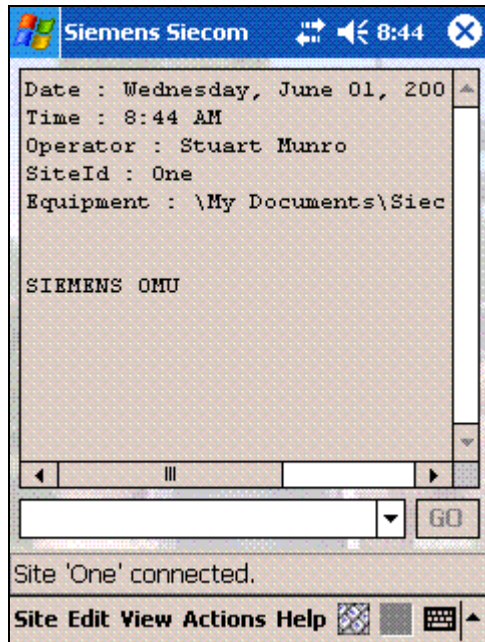 Siemens Siecom 8:44
Date : Wednesday, June 01, 200
Time : 8:44 AM
Operator : Stuart Munro
SiteId : One
Equipment : \My Documents\Siec
SIEMENS OMU
GO
Site 'One' connected.
Site Edit View Actions Help